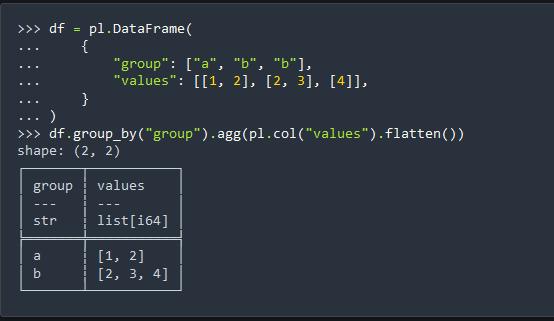 >>> df = pl.DataFrame(
...     {
...         "group": ["a", "b", "b"],
...         "values": [[1, 2], [2, 3], [4]],
...     }
... )
>>> df.group_by("group").agg(pl.col("values").flatten())
shape: (2, 2)
┌───────┬───────────┐
│ group ┆ values    │
│ ---   ┆ ---       │
│ str   ┆ list[i64] │
╞═══════╪═══════════╡
│ a     ┆ [1, 2]    │
│ b     ┆ [2, 3, 4] │
└───────┴───────────┘